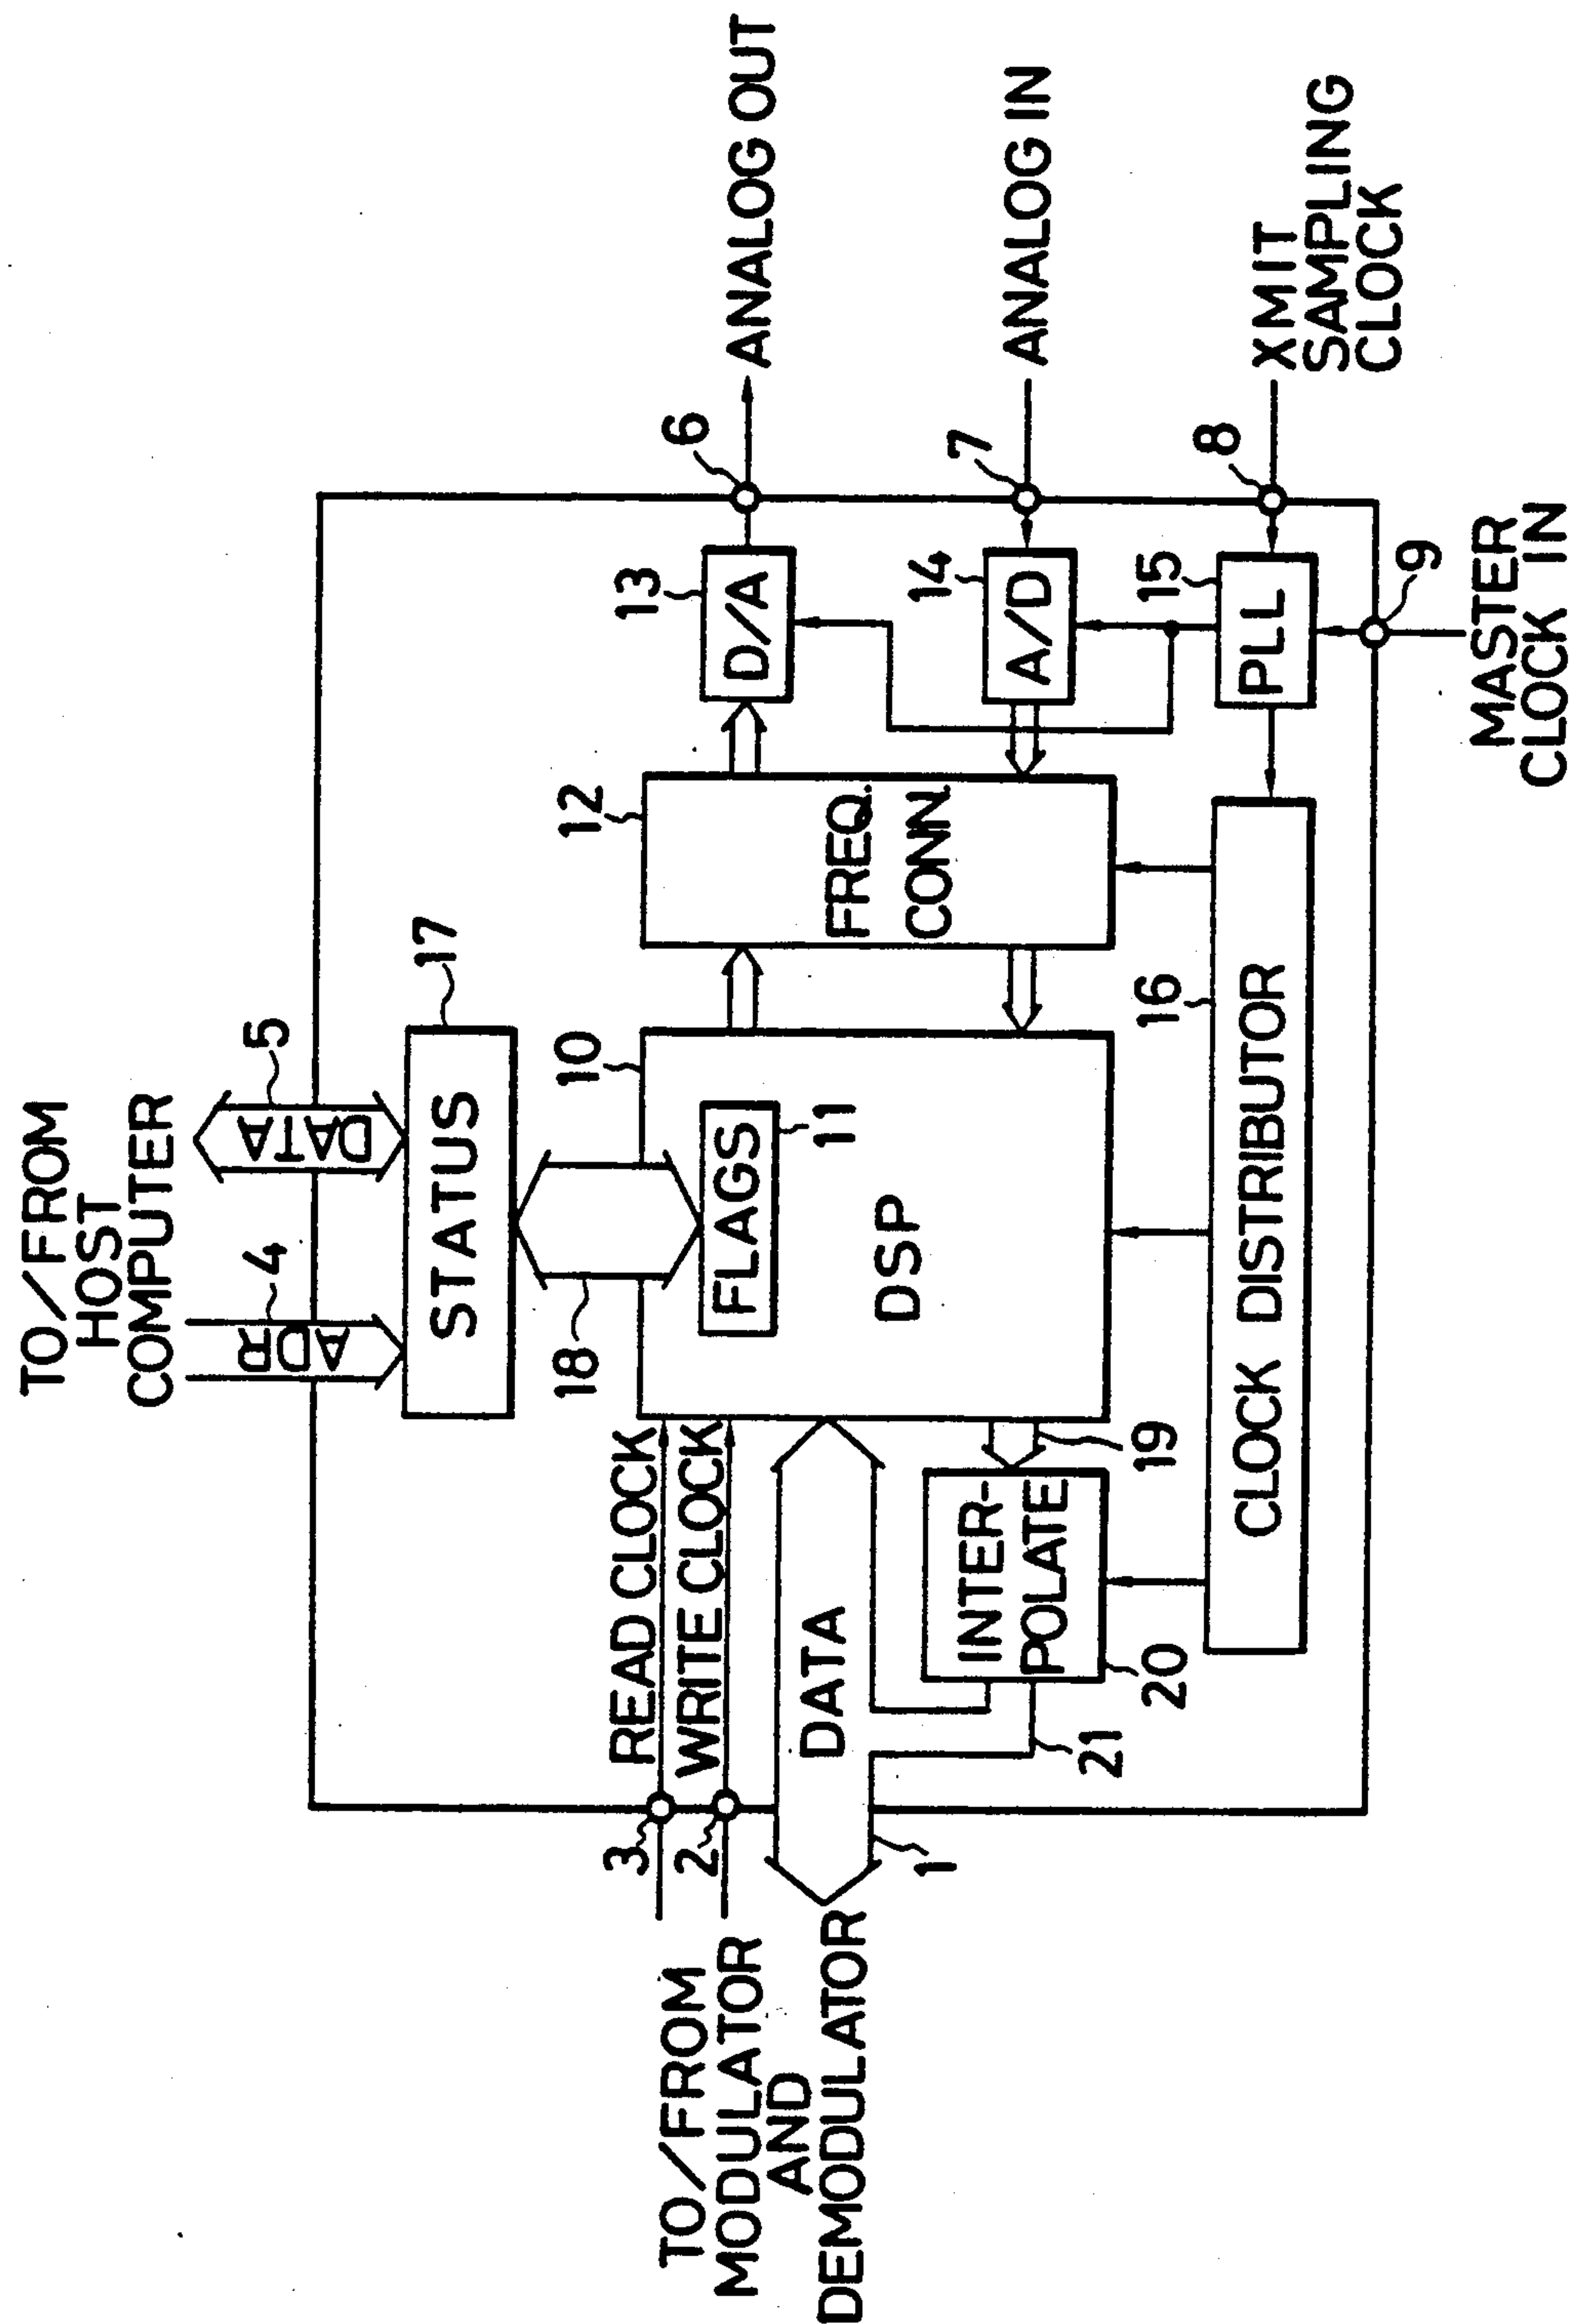 TO/FROM
HOST
COMPUTER
4
ADR
5
DATA
17
STATUS
18
10
FLAGS
11
DSP
3
READ CLOCK
2
WRITE CLOCK
TO/FROM
MODULATOR
AND
DEMODULATOR
1
DATA
19
INTER-
POLATE
20
21
12
FREQ.
CONN.
13
D/A
6
ANALOG OUT
14
A/D
7
ANALOG IN
15
PLL
8
XMIT
SAMPLING
CLOCK
16
CLOCK DISTRIBUTOR
9
MASTER
CLOCK IN